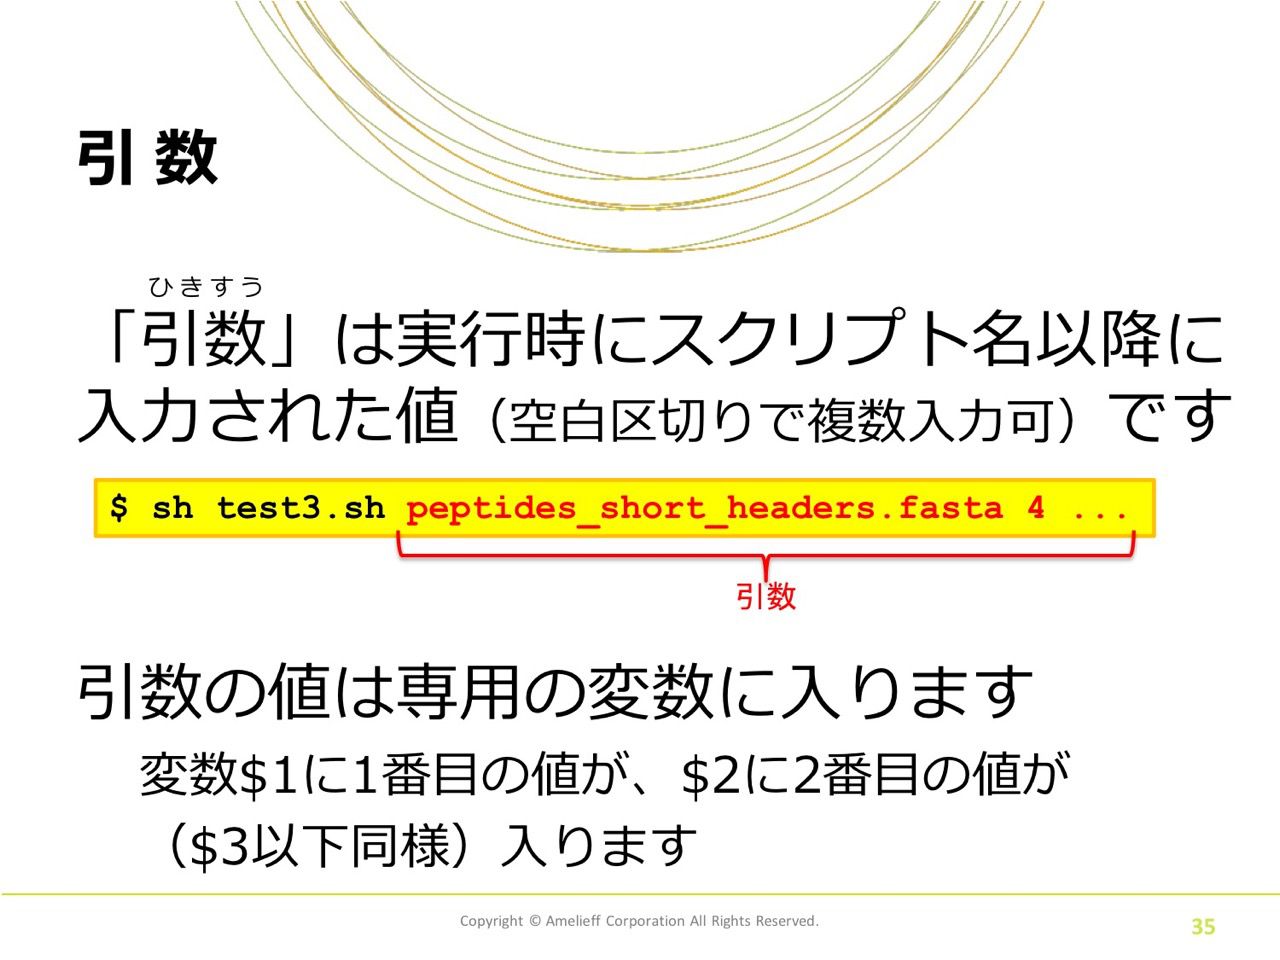 引数
ひきすう
「引数」は実行時にスクリプト名以降に
入力された値（空白区切りで複数入力可）です
$ sh test3.sh peptides_short_headers.fasta 4 ...
引数
引数の値は専用の変数に入ります
変数$1に1番目の値が、$2に2番目の値が
（$3以下同様）入ります
Copyright © Amelieff Corporation All Rights Reserved.
35